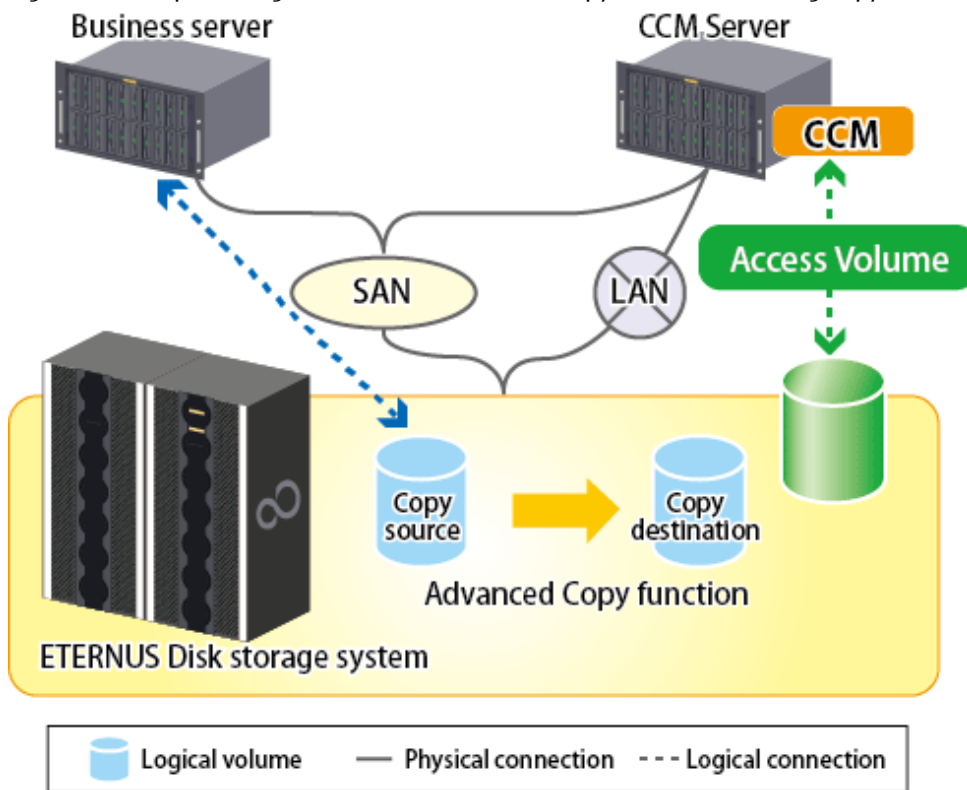 Business server
CCM Server
CCM
Access Volume
SAN
LAN
Copy
source
Copy
destination
Advanced Copy function
ETERNUS Disk storage system
Logical volume
Physical connection
Logical connection